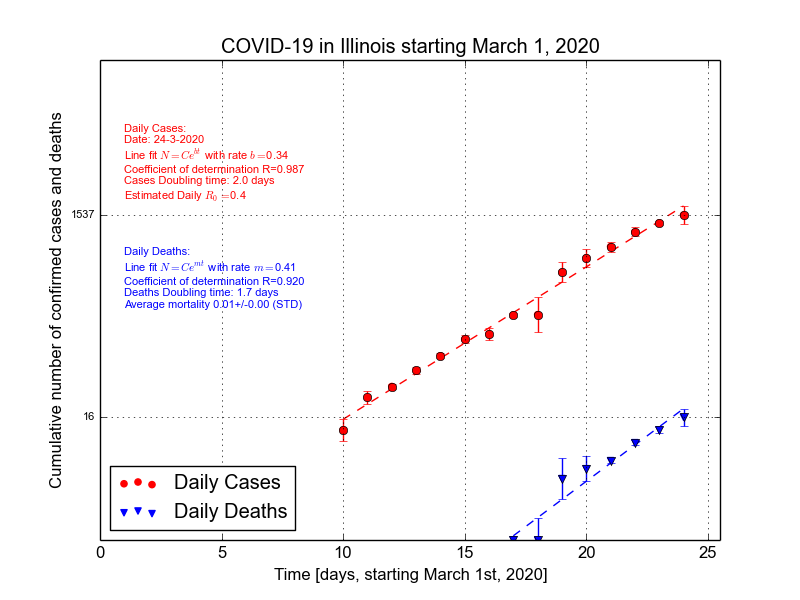 COVID-19 in Illinois starting March 1, 2020
Daily Cases:
Date: 24-3-2020
Line fit N = Ce^{bt} with rate b = 0.34
Coefficient of determination R=0.987
Cases Doubling time: 2.0 days
Estimated Daily R_0 = 0.4
1537
Daily Deaths:
Line fit N = Ce^{mt} with rate m = 0.41
Coefficient of determination R=0.920
Deaths Doubling time: 1.7 days
Average mortality 0.01+/-0.00 (STD)
Cumulative number of confirmed cases and deaths
16
Daily Cases
Daily Deaths
0 5 10 15 20 25
Time [days, starting March 1st, 2020]